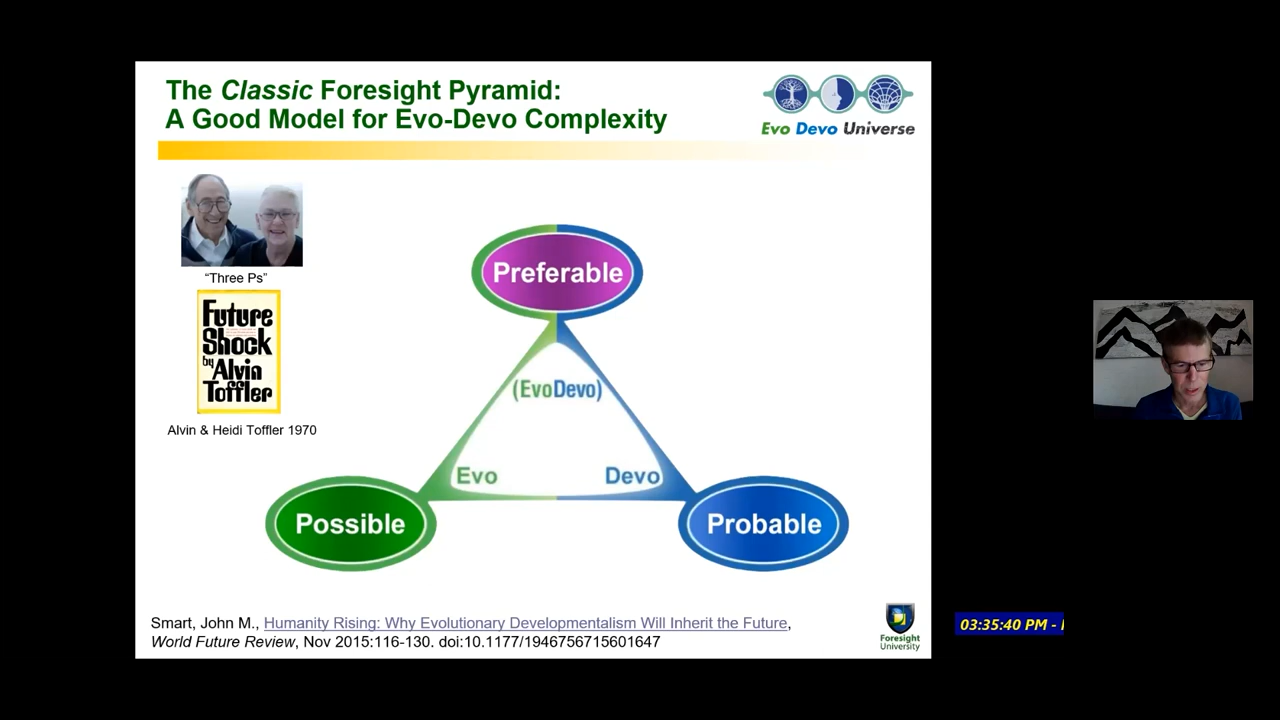 The Classic Foresight Pyramid:
A Good Model for Evo-Devo Complexity
Evo Devo Universe
“Three Ps”
Future
Shock
by Alvin
Toffler
Alvin & Heidi Toffler 1970
Preferable
(EvoDevo)
Evo
Devo
Possible
Probable
Smart, John M., Humanity Rising: Why Evolutionary Developmentalism Will Inherit the Future,
World Future Review, Nov 2015:116-130. doi:10.1177/1946756715601647
Foresight
University
03:35:40 PM -